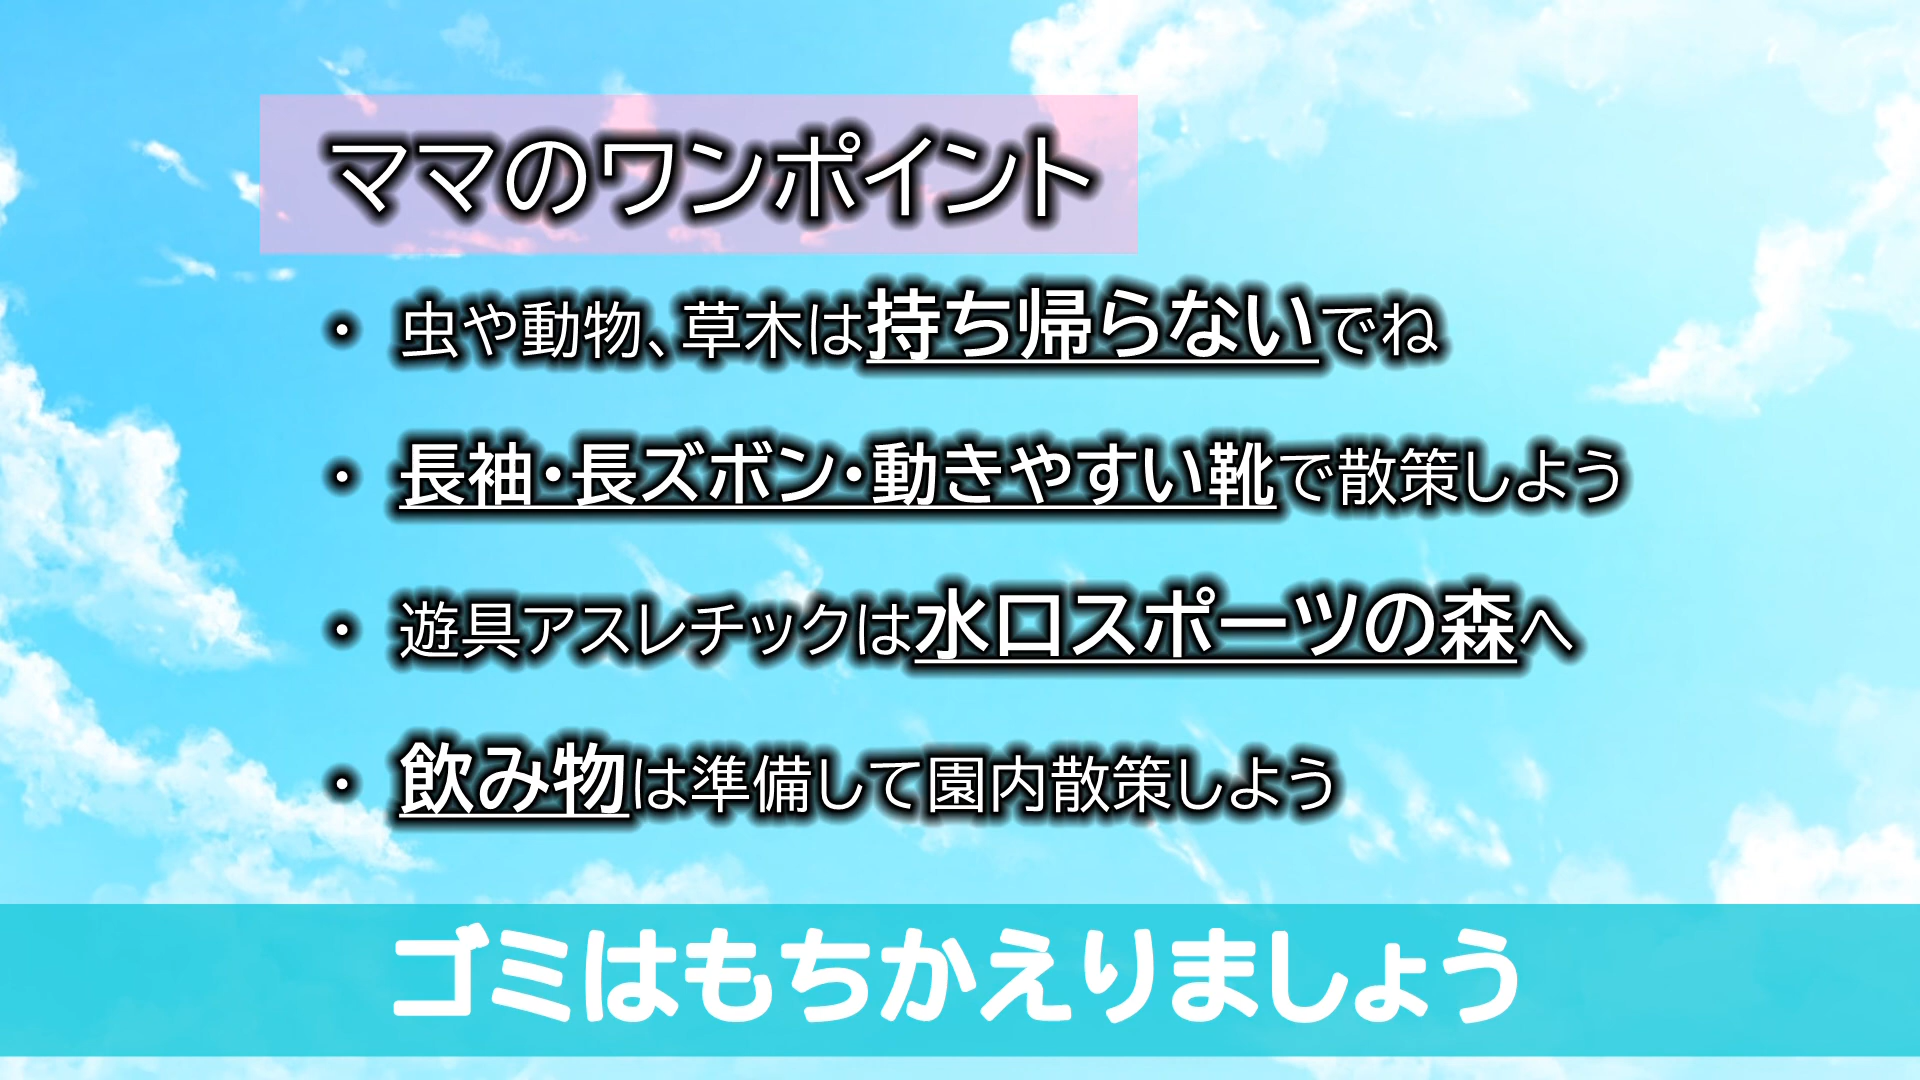 ママのワンポイント
・ 虫や動物、草木は持ち帰らないでね
・ 長袖・長ズボン・動きやすい靴で散策しよう
・ 遊具アスレチックは水口スポーツの森へ
・ 飲み物は準備して園内散策しよう
ゴミはもちかえりましょう